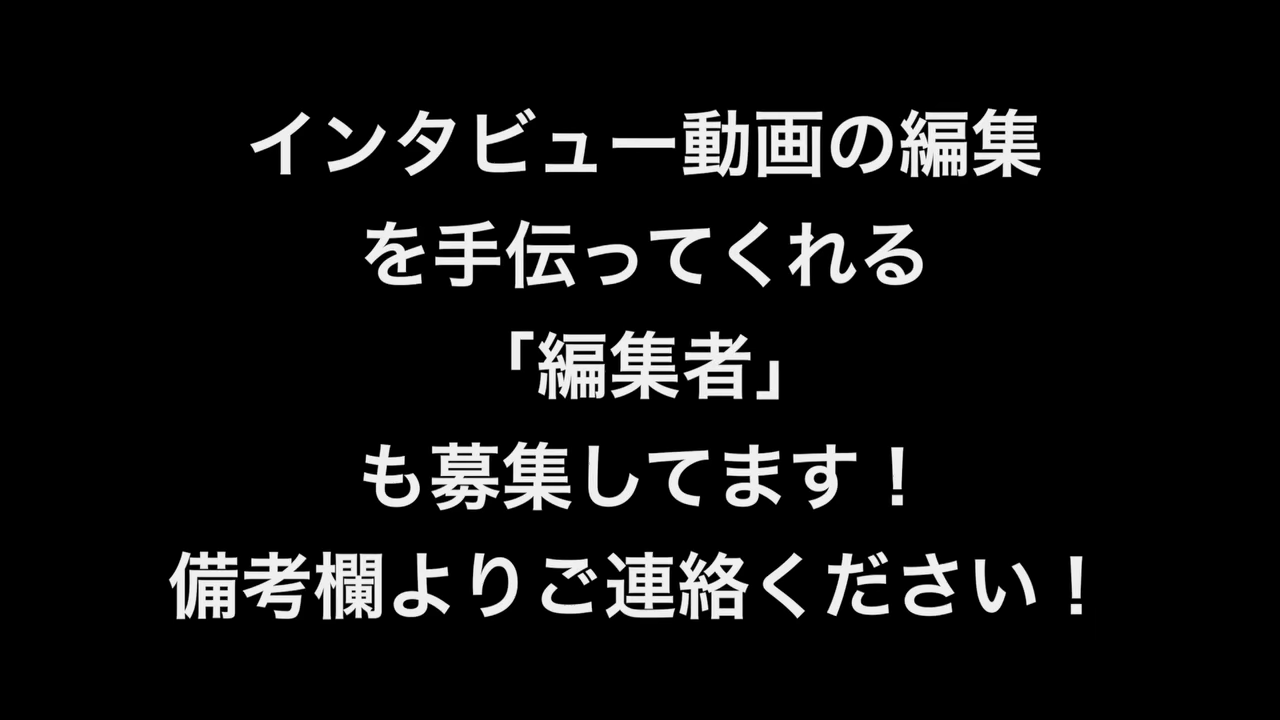 インタビュー動画の編集
を手伝ってくれる
「編集者」
も募集してます！
備考欄よりご連絡ください！